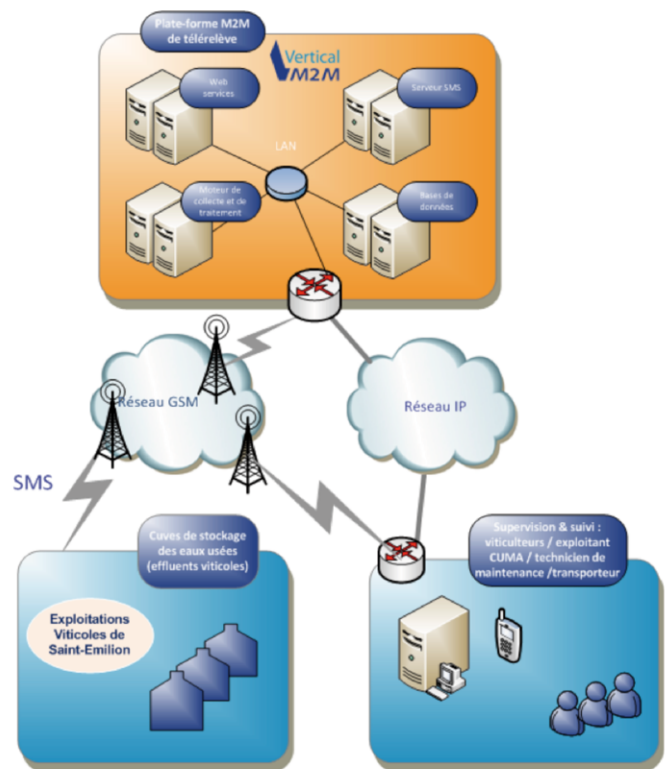 Plate-forme M2M
de télérelève
Vertical
M2M
Web
services
Serveur SMS
LAN
Moteur de
collecte et de
traitement
Bases de
données
Réseau GSM
Réseau IP
SMS
Cuves de stockage
des eaux usées
(effluents viticoles)
Supervision & suivi :
viticulteurs / exploitant
CUMA / technicien de
maintenance /transporteur
Exploitations
Viticoles de
Saint-Emilion